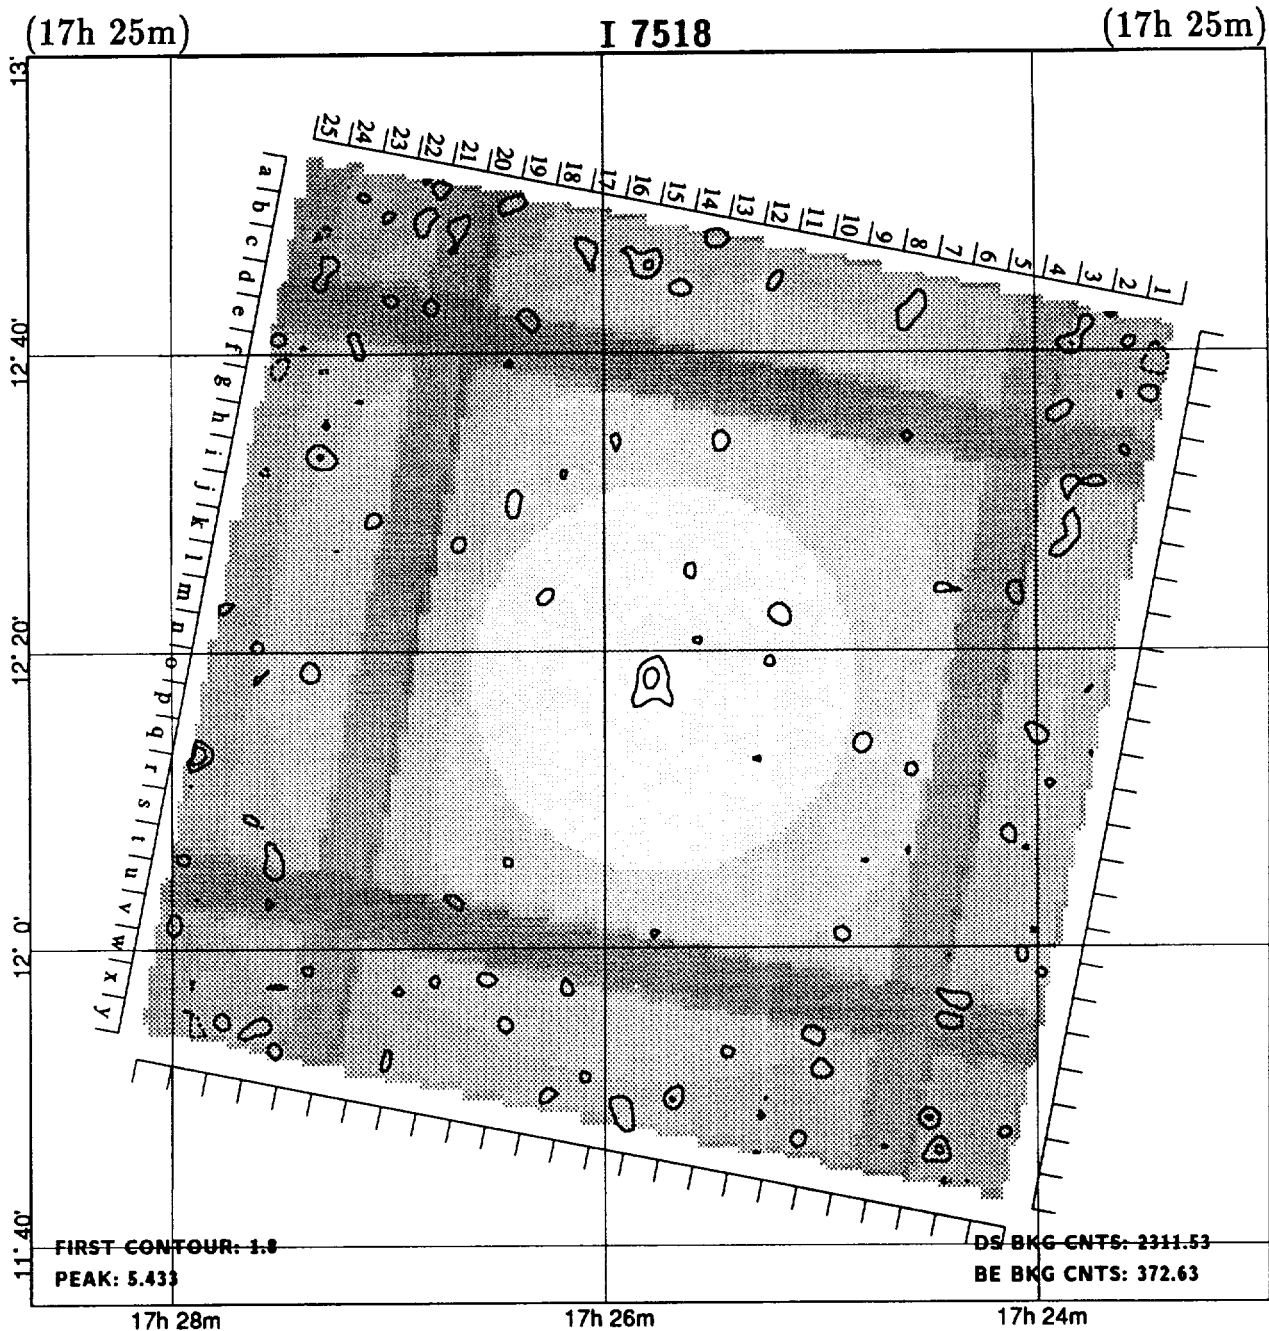 (17h 25m) I 7518 (17h 25m)
13°
25 24 23 22 21 20 19 18 17 16 15 14 13 12 11 10 9 8 7 6 5 4 3 2 1
a b c d e f g h i j k l m n o p q r s t u v w x y
12° 40'
12° 20'
12° 0'
11° 40'
FIRST CONTOUR: 1.8
PEAK: 5.433
DS BKG CNTS: 2311.53
BE BKG CNTS: 372.63
17h 28m 17h 26m 17h 24m